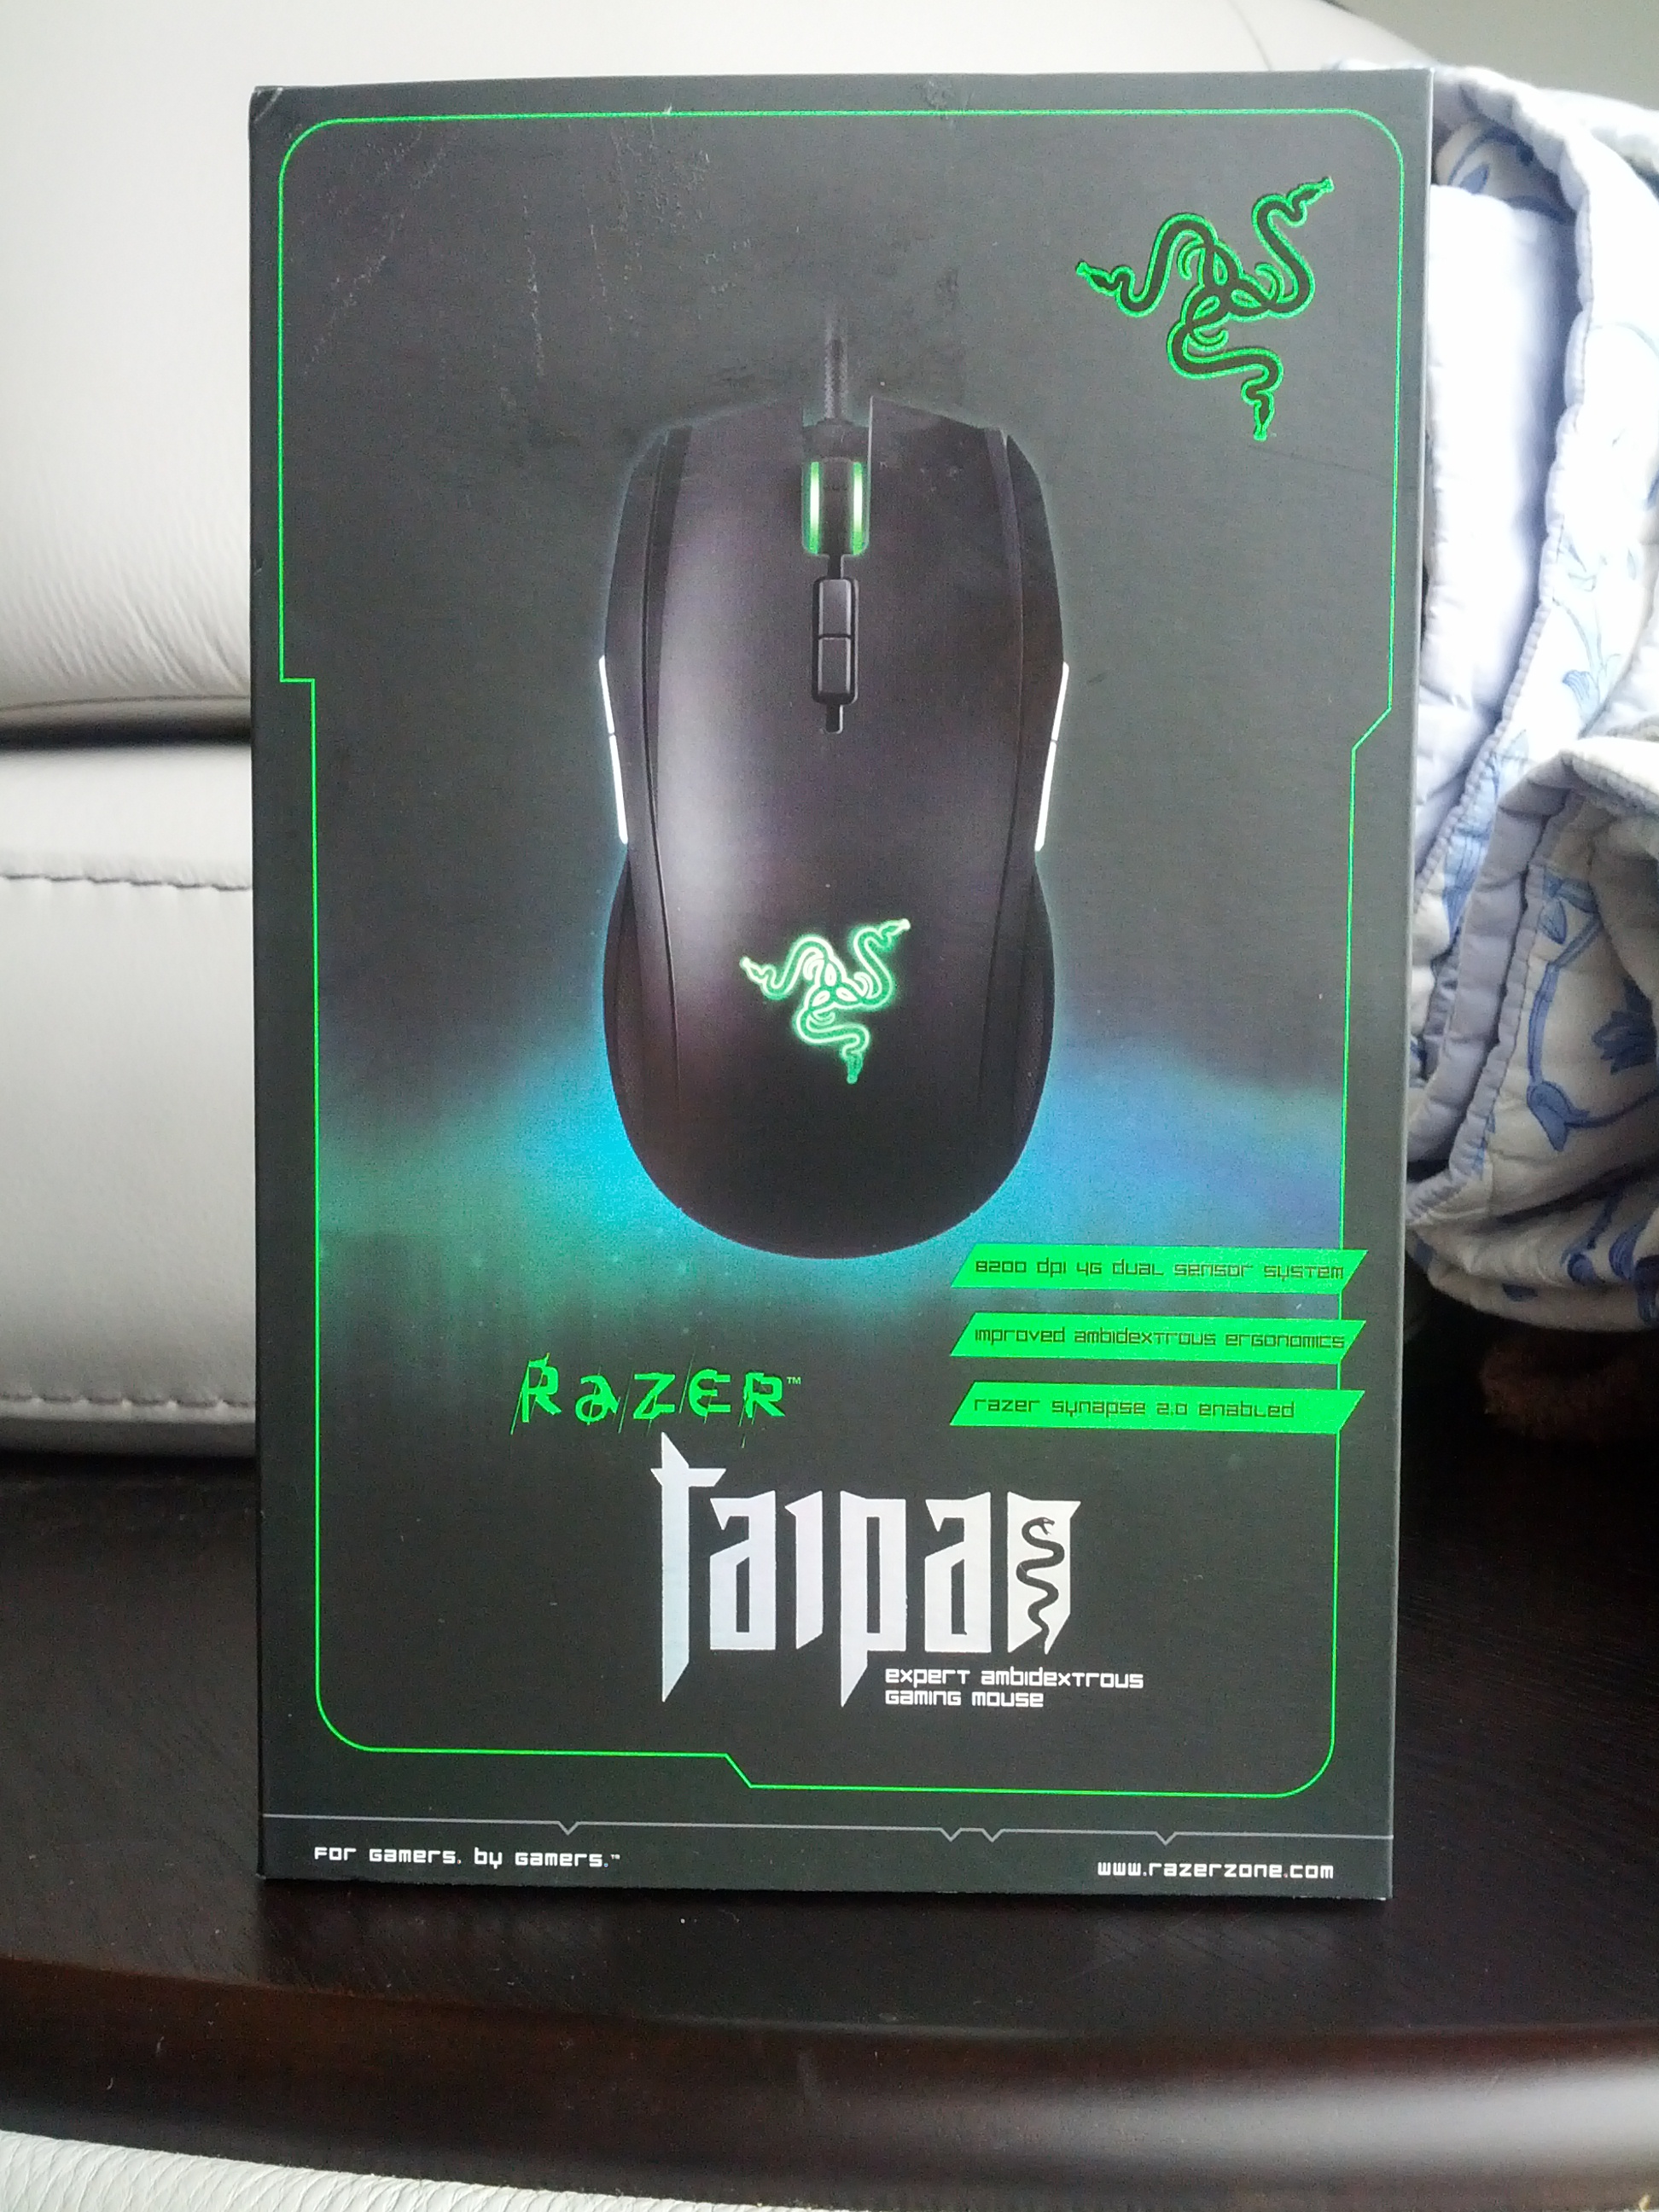 8200 dpi 4G dual sensor system
improved ambidextrous ergonomics
razer synapse 2.0 enabled
RaZER™
Taipan
expert ambidextrous
gaming mouse
For Gamers. by Gamers.™
www.razerzone.com